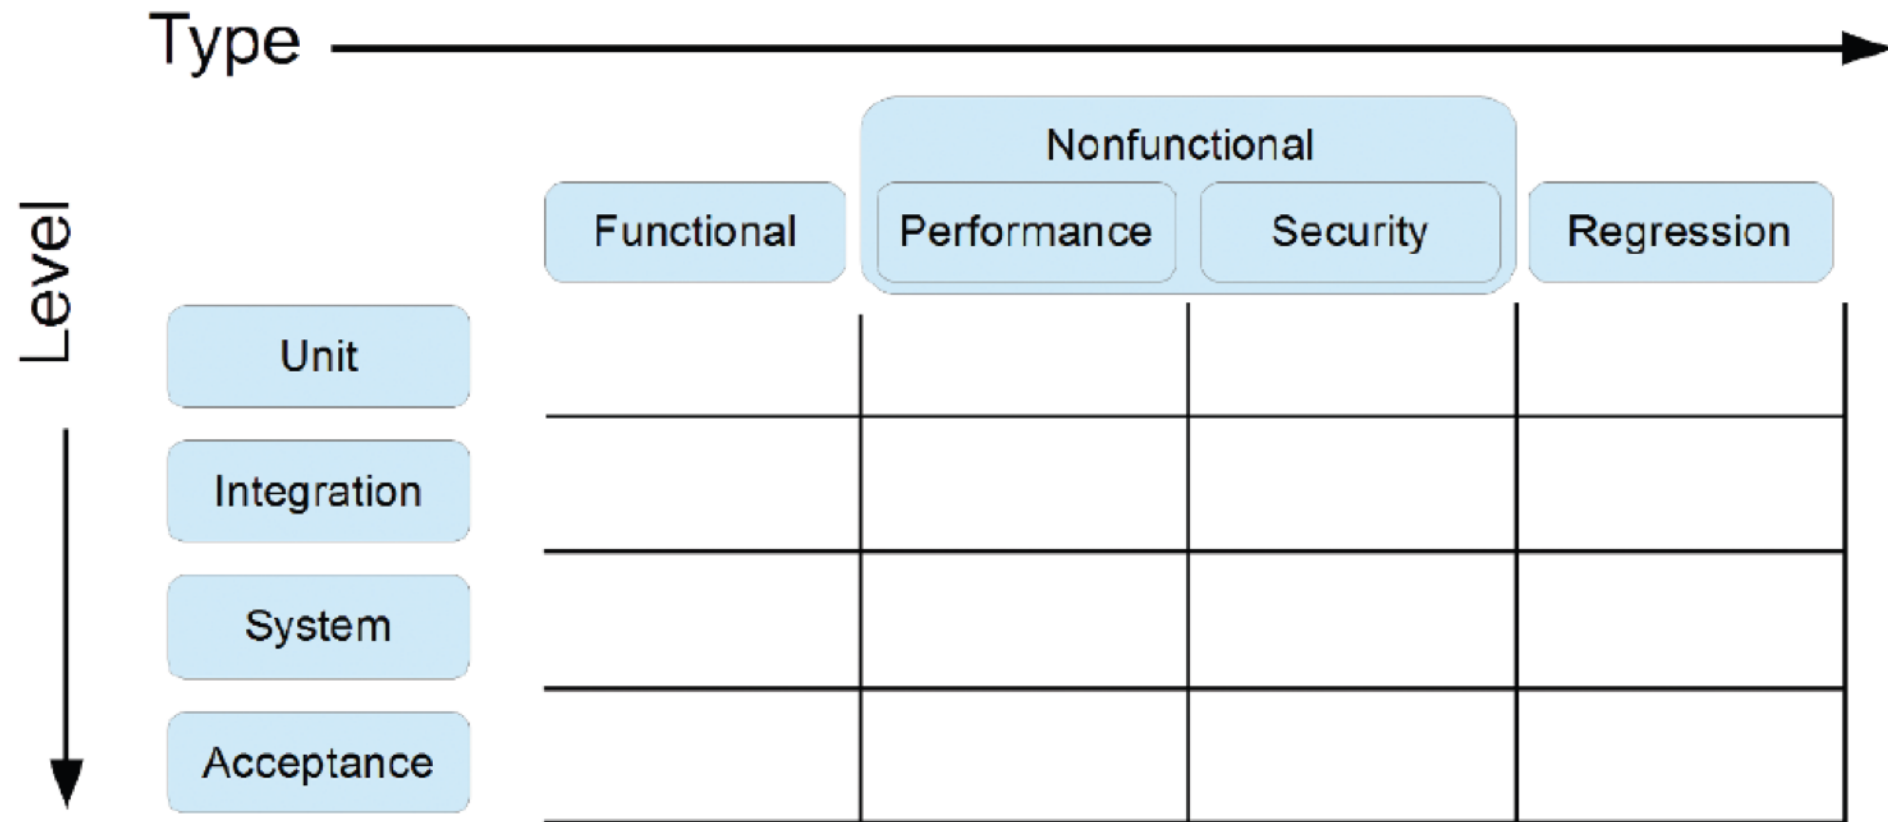 Type
Level
Nonfunctional
Functional
Performance
Security
Regression
Unit
Integration
System
Acceptance